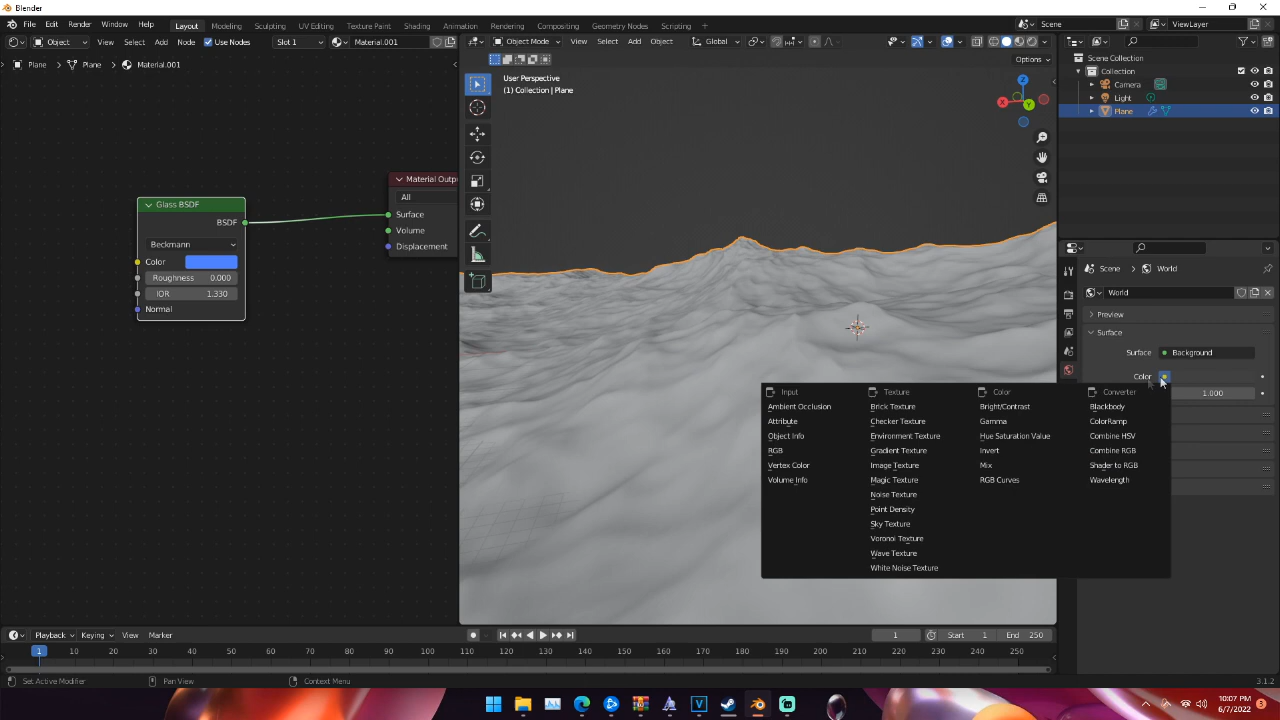 Blender
File Edit Render Window Help Layout Modeling Sculpting UV Editing Texture Paint Shading Animation Rendering Compositing Geometry Nodes Scripting + Scene ViewLayer
Object View Select Add Node Use Nodes Slot 1 Material.001
Object Mode View Select Add Object Global
Plane > Plane > Material.001
Options
User Perspective
(1) Collection | Plane
X
Y
Z
Scene Collection
Collection
Camera
Light
Plane
Glass BSDF
BSDF
Beckmann
Color
Roughness 0.000
IOR 1.330
Normal
Material Outp
All
Surface
Volume
Displacement
Scene > World
World
Preview
Surface
Surface Background
Color
1.000
Input
Ambient Occlusion
Attribute
Object Info
RGB
Vertex Color
Volume Info
Texture
Brick Texture
Checker Texture
Environment Texture
Gradient Texture
Image Texture
Magic Texture
Noise Texture
Point Density
Sky Texture
Voronoi Texture
Wave Texture
White Noise Texture
Color
Bright/Contrast
Gamma
Hue Saturation Value
Invert
Mix
RGB Curves
Converter
Blackbody
ColorRamp
Combine HSV
Combine RGB
Shader to RGB
Wavelength
Playback Keying View Marker 1 Start 1 End 250
1 10 20 30 40 50 60 70 80 90 100 110 120 130 140 150 160 170 180 190 200 210 220 230 240 250
Set Active Modifier Pan View Context Menu 3.1.2
10:07 PM
6/7/2022